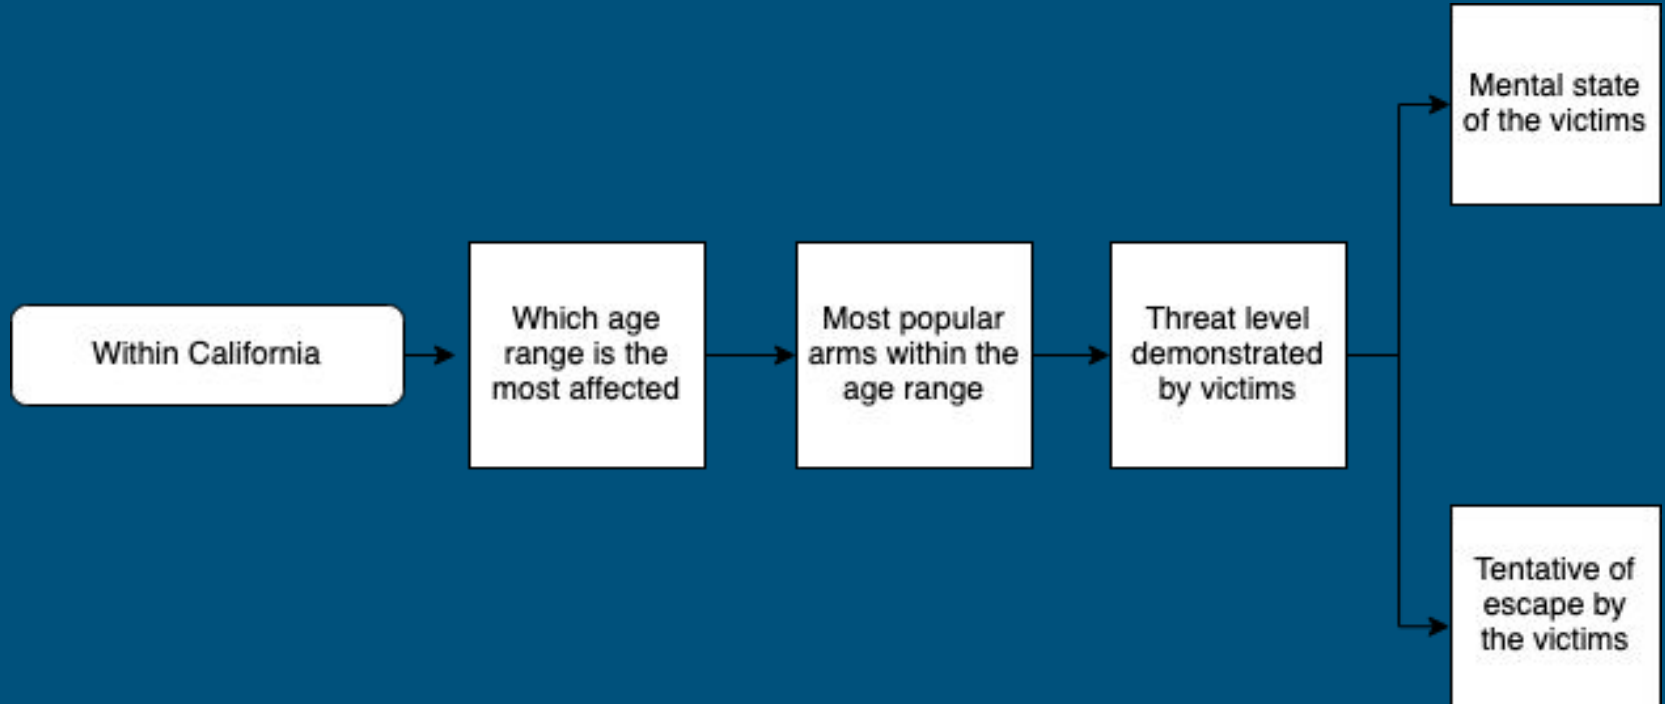 Within California
Which age
range is the
most affected
Most popular
arms within the
age range
Threat level
demonstrated
by victims
Mental state
of the victims
Tentative of
escape by
the victims